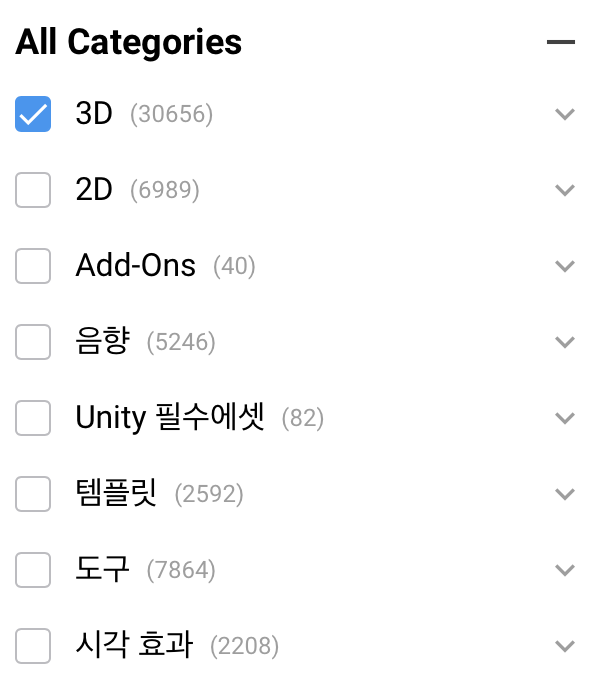 All Categories
3D (30656)
2D (6989)
Add-Ons (40)
음향 (5246)
Unity 필수에셋 (82)
템플릿 (2592)
도구 (7864)
시각 효과 (2208)